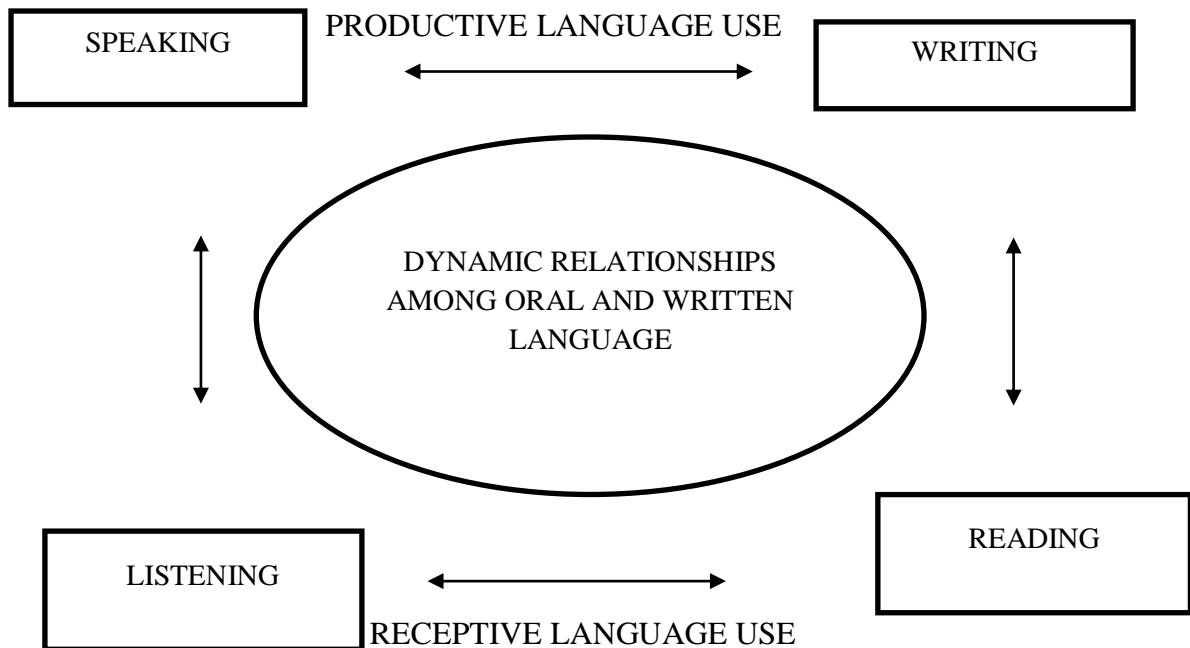 SPEAKING
PRODUCTIVE LANGUAGE USE
WRITING
DYNAMIC RELATIONSHIPS
AMONG ORAL AND WRITTEN
LANGUAGE
LISTENING
READING
RECEPTIVE LANGUAGE USE